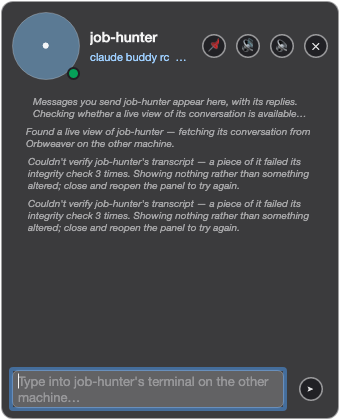 job-hunter
claude buddy rc …
Messages you send job-hunter appear here, with its replies.
Checking whether a live view of its conversation is available…
Found a live view of job-hunter — fetching its conversation from
Orbweaver on the other machine.
Couldn't verify job-hunter's transcript — a piece of it failed its
integrity check 3 times. Showing nothing rather than something
altered; close and reopen the panel to try again.
Couldn't verify job-hunter's transcript — a piece of it failed its
integrity check 3 times. Showing nothing rather than something
altered; close and reopen the panel to try again.
Type into job-hunter's terminal on the other
machine…